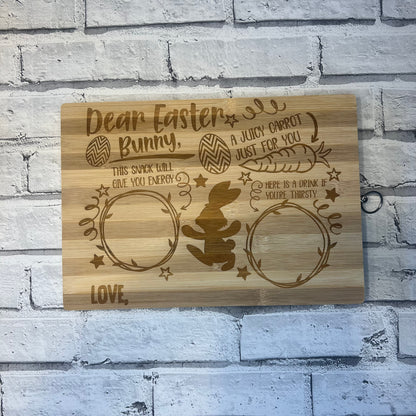 Dear Easter
Bunny,
A JUICY CARROT
JUST FOR YOU
THIS SNACK WILL
GIVE YOU ENERGY
HERE IS A DRINK IF
YOU'RE THIRSTY
LOVE,